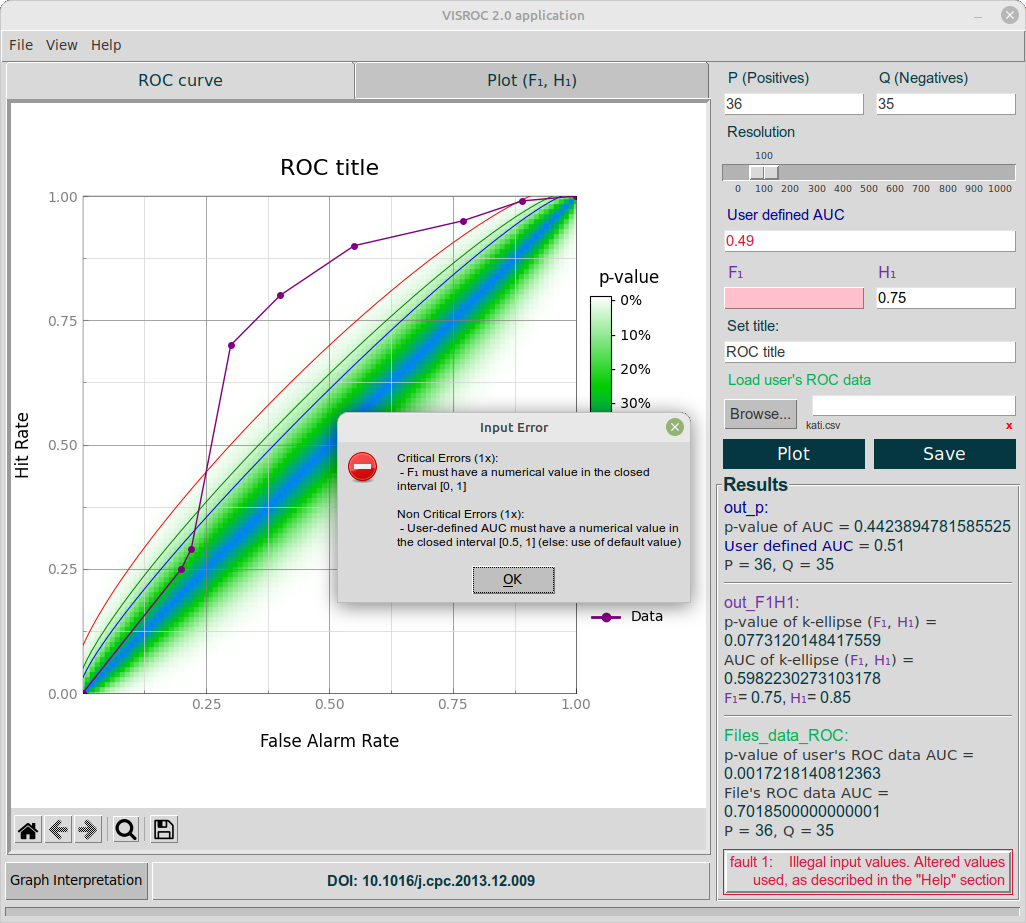 VISROC 2.0 application
File View Help
ROC curve
Plot (F₁, H₁)
ROC title
1.00
0.75
0.50
0.25
0.00
0.25
0.50
0.75
1.00
Hit Rate
False Alarm Rate
p-value
0%
10%
20%
30%
Data
Input Error
Critical Errors (1x):
- F₁ must have a numerical value in the closed
interval [0, 1]
Non Critical Errors (1x):
- User-defined AUC must have a numerical value in
the closed interval [0.5, 1] (else: use of default value)
OK
P (Positives)
Q (Negatives)
36
35
Resolution
100
0 100 200 300 400 500 600 700 800 900 1000
User defined AUC
0.49
F₁
H₁
0.75
Set title:
ROC title
Load user's ROC data
Browse...
kati.csv
x
Plot
Save
Results
out_p:
p-value of AUC = 0.4423894781585525
User defined AUC = 0.51
P = 36, Q = 35
out_F1H1:
p-value of k-ellipse (F₁, H₁) =
0.0773120148417559
AUC of k-ellipse (F₁, H₁) =
0.5982230273103178
F₁= 0.75, H₁= 0.85
Files_data_ROC:
p-value of user's ROC data AUC =
0.0017218140812363
File's ROC data AUC =
0.7018500000000001
P = 36, Q = 35
fault 1: Illegal input values. Altered values
used, as described in the "Help" section
Graph Interpretation
DOI: 10.1016/j.cpc.2013.12.009